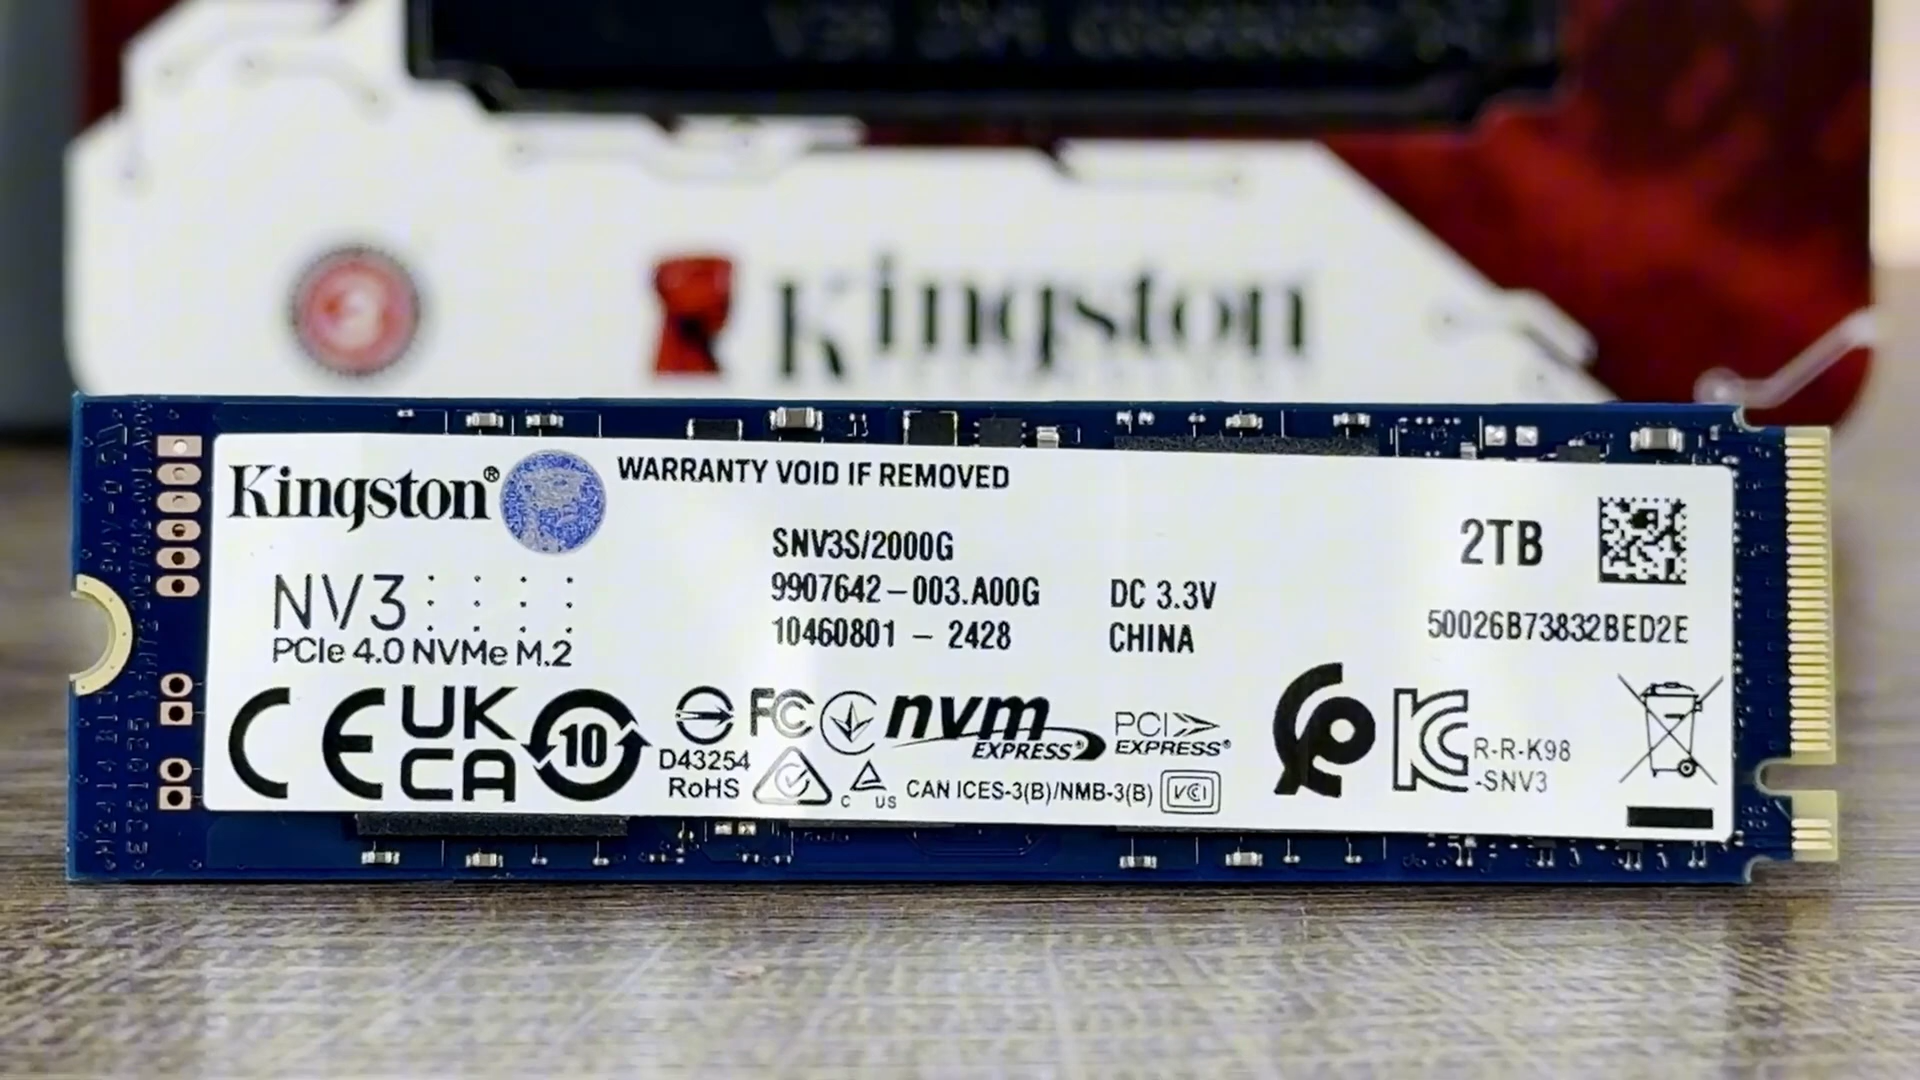 Kingston
Kingston®
WARRANTY VOID IF REMOVED
NV3
PCIe 4.0 NVMe M.2
SNV3S/2000G
9907642-003.A00G
10460801 - 2428
DC 3.3V
CHINA
2TB
50026B73832BED2E
CE
UK
CA
10
D43254
RoHS
FC
nvm
EXPRESS®
PCI
EXPRESS®
C US
CAN ICES-3(B)/NMB-3(B)
VCI
KC
R-R-K98
-SNV3